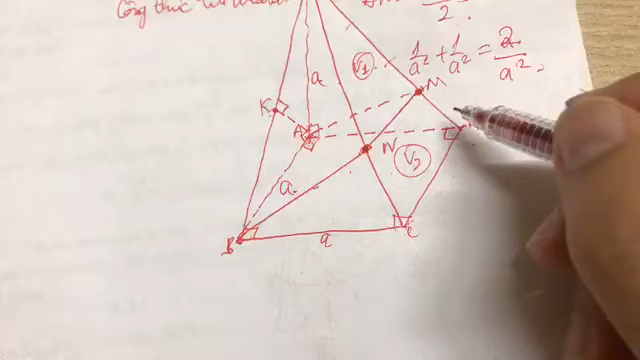 Công thức
2.
1/a² + 1/a² = 2/a²,
V₁
a
K
M
A
N
V₂
a
B
a
C